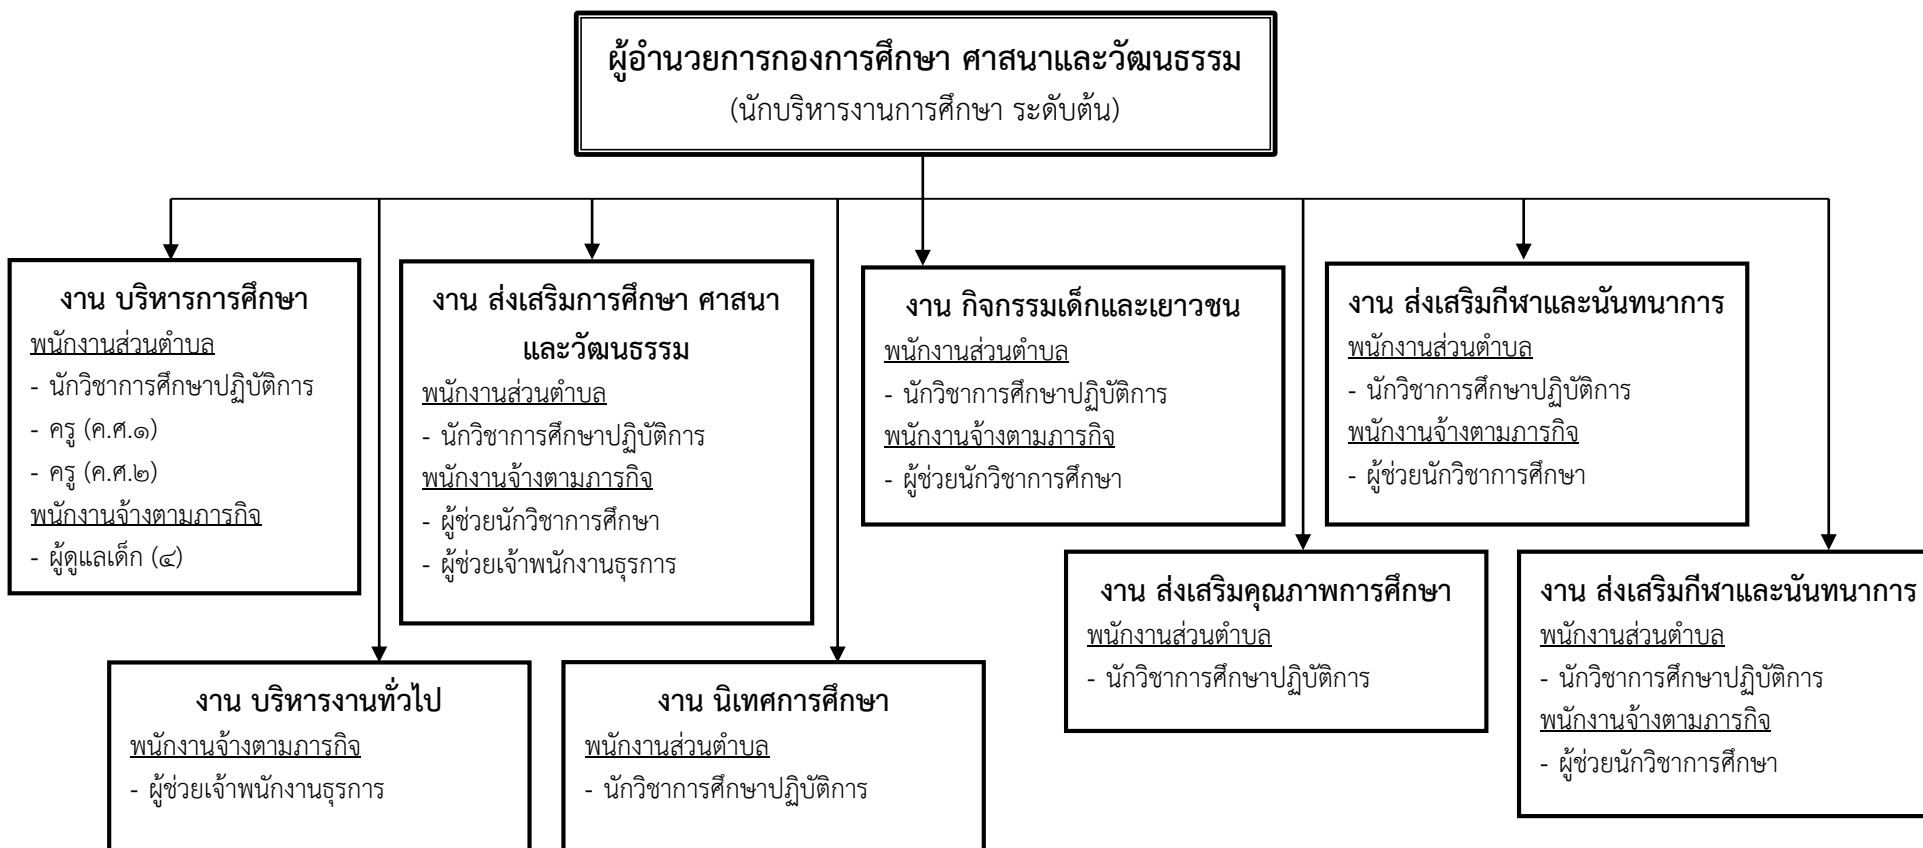 ผู้อำนวยการกองการศึกษา ศาสนาและวัฒนธรรม
(นักบริหารงานการศึกษา ระดับต้น)
งาน บริหารการศึกษา
พนักงานส่วนตำบล
- นักวิชาการศึกษาปฏิบัติการ
- ครู (ค.ศ.๑)
- ครู (ค.ศ.๒)
พนักงานจ้างตามภารกิจ
- ผู้ดูแลเด็ก (๔)
งาน ส่งเสริมการศึกษา ศาสนา
และวัฒนธรรม
พนักงานส่วนตำบล
- นักวิชาการศึกษาปฏิบัติการ
พนักงานจ้างตามภารกิจ
- ผู้ช่วยนักวิชาการศึกษา
- ผู้ช่วยเจ้าพนักงานธุรการ
งาน กิจกรรมเด็กและเยาวชน
พนักงานส่วนตำบล
- นักวิชาการศึกษาปฏิบัติการ
พนักงานจ้างตามภารกิจ
- ผู้ช่วยนักวิชาการศึกษา
งาน ส่งเสริมกีฬาและนันทนาการ
พนักงานส่วนตำบล
- นักวิชาการศึกษาปฏิบัติการ
พนักงานจ้างตามภารกิจ
- ผู้ช่วยนักวิชาการศึกษา
งาน บริหารงานทั่วไป
พนักงานจ้างตามภารกิจ
- ผู้ช่วยเจ้าพนักงานธุรการ
งาน นิเทศการศึกษา
พนักงานส่วนตำบล
- นักวิชาการศึกษาปฏิบัติการ
งาน ส่งเสริมคุณภาพการศึกษา
พนักงานส่วนตำบล
- นักวิชาการศึกษาปฏิบัติการ
งาน ส่งเสริมกีฬาและนันทนาการ
พนักงานส่วนตำบล
- นักวิชาการศึกษาปฏิบัติการ
พนักงานจ้างตามภารกิจ
- ผู้ช่วยนักวิชาการศึกษา